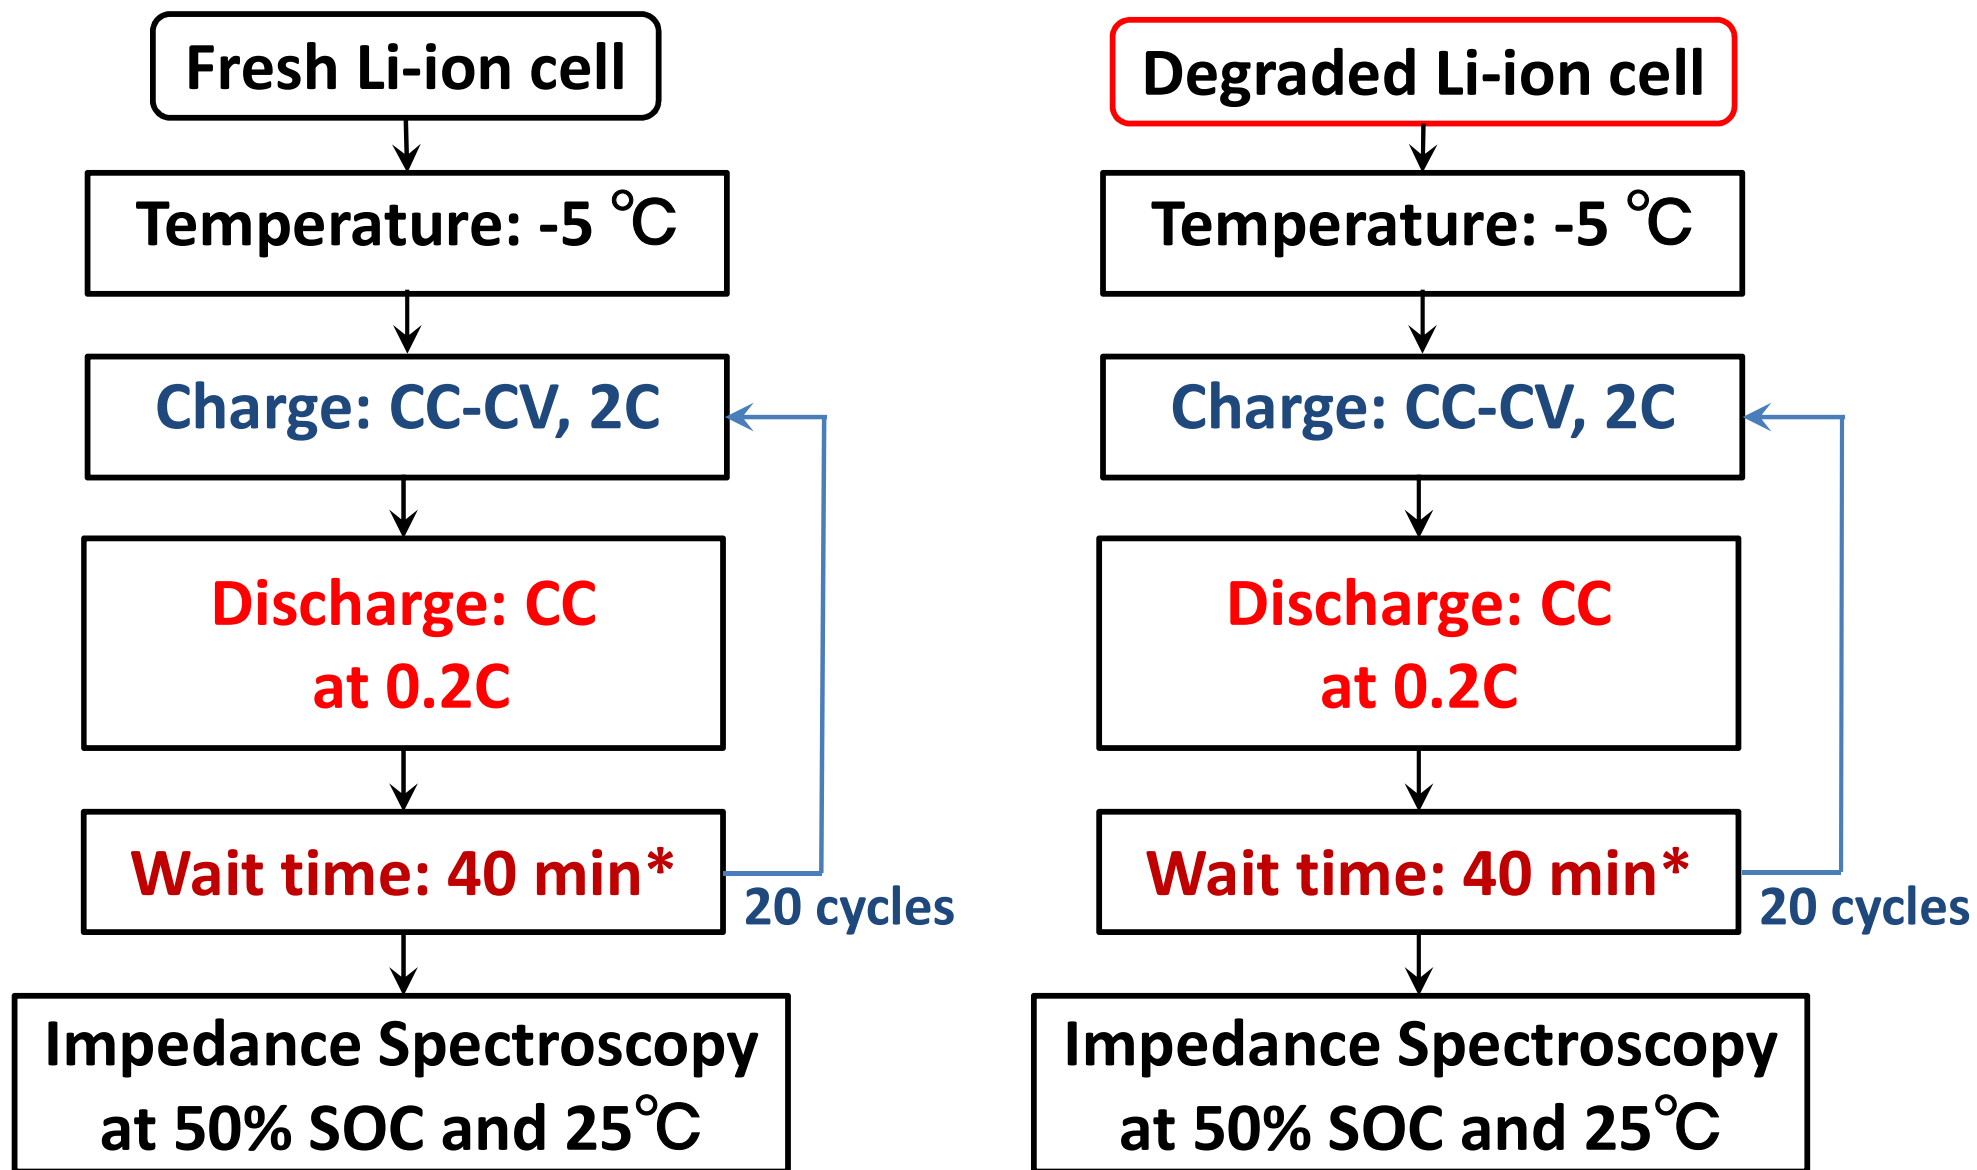 Fresh Li-ion cell
Temperature: -5 ℃
Charge: CC-CV, 2C
Discharge: CC
at 0.2C
Wait time: 40 min*
20 cycles
Impedance Spectroscopy
at 50% SOC and 25℃
Degraded Li-ion cell
Temperature: -5 ℃
Charge: CC-CV, 2C
Discharge: CC
at 0.2C
Wait time: 40 min*
20 cycles
Impedance Spectroscopy
at 50% SOC and 25℃